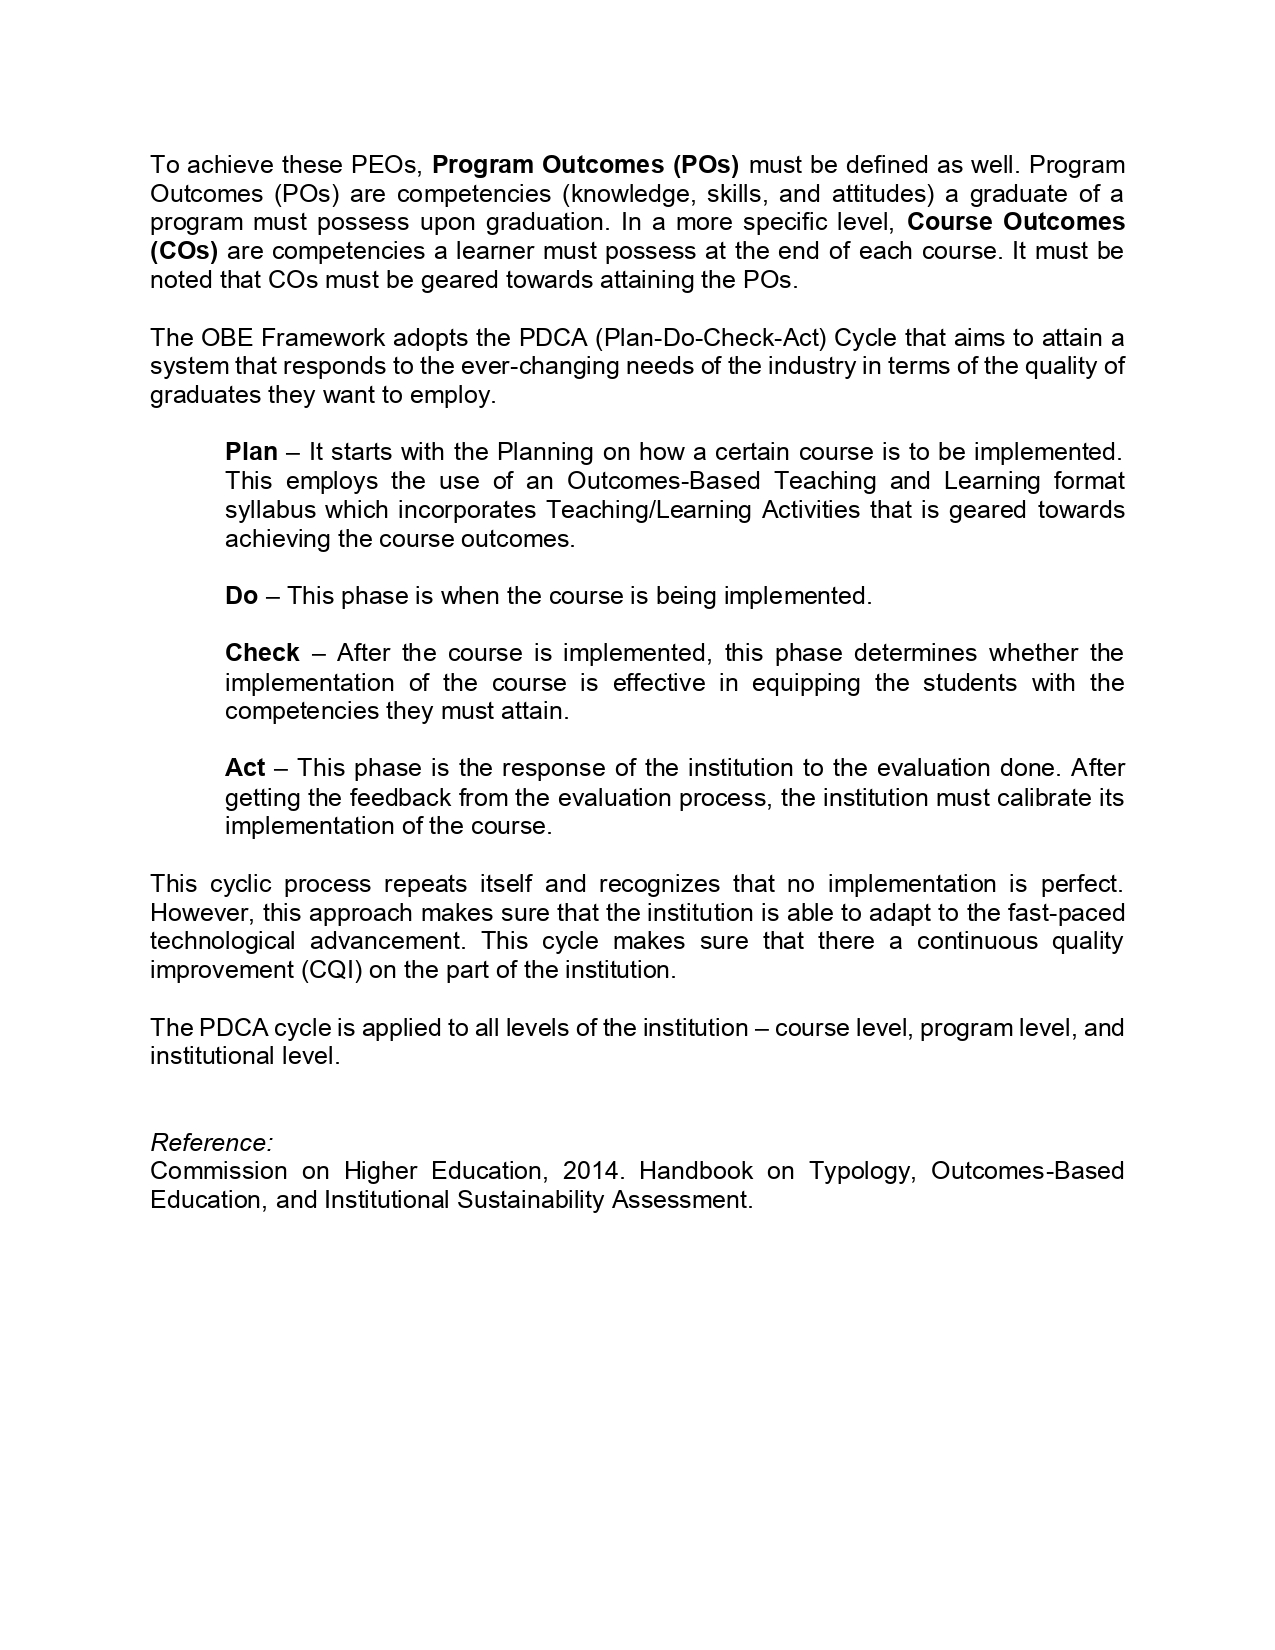 To achieve these PEOs, Program Outcomes (POs) must be defined as well. Program
Outcomes (POs) are competencies (knowledge, skills, and attitudes) a graduate of a
program must possess upon graduation. In a more specific level, Course Outcomes
(COs) are competencies a learner must possess at the end of each course. It must be
noted that COs must be geared towards attaining the POs.
The OBE Framework adopts the PDCA (Plan-Do-Check-Act) Cycle that aims to attain a
system that responds to the ever-changing needs of the industry in terms of the quality of
graduates they want to employ.
Plan – It starts with the Planning on how a certain course is to be implemented.
This employs the use of an Outcomes-Based Teaching and Learning format
syllabus which incorporates Teaching/Learning Activities that is geared towards
achieving the course outcomes.
Do – This phase is when the course is being implemented.
Check – After the course is implemented, this phase determines whether the
implementation of the course is effective in equipping the students with the
competencies they must attain.
Act – This phase is the response of the institution to the evaluation done. After
getting the feedback from the evaluation process, the institution must calibrate its
implementation of the course.
This cyclic process repeats itself and recognizes that no implementation is perfect.
However, this approach makes sure that the institution is able to adapt to the fast-paced
technological advancement. This cycle makes sure that there a continuous quality
improvement (CQI) on the part of the institution.
The PDCA cycle is applied to all levels of the institution – course level, program level, and
institutional level.
Reference:
Commission on Higher Education, 2014. Handbook on Typology, Outcomes-Based
Education, and Institutional Sustainability Assessment.